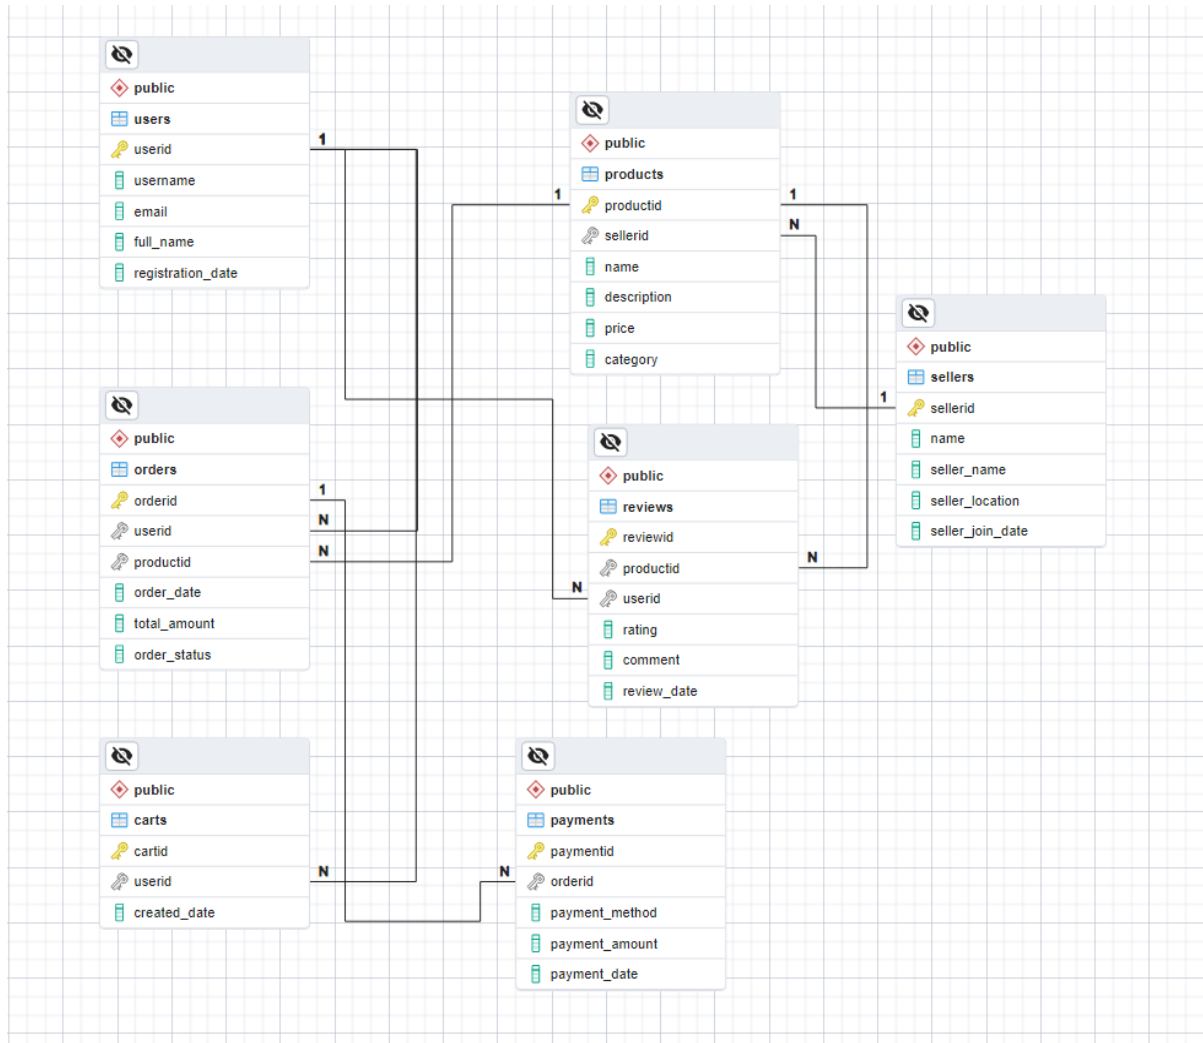 public
users
userid
1
username
email
full_name
registration_date
public
products
1
productid
1
sellerid
N
name
description
price
category
public
sellers
1
sellerid
name
seller_name
seller_location
seller_join_date
public
orders
orderid
1
userid
N
productid
N
order_date
total_amount
order_status
public
reviews
reviewid
productid
N
N
userid
rating
comment
review_date
public
carts
cartid
userid
N
created_date
public
payments
paymentid
N
orderid
payment_method
payment_amount
payment_date